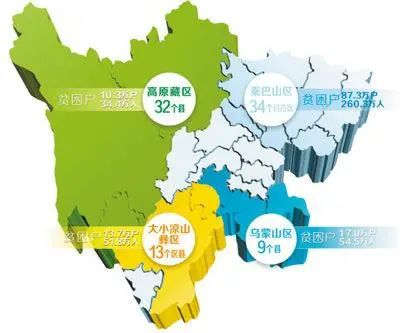 贫困户 10.3万户
34.4万人
高原藏区
32个县
秦巴山区
34个县市区
贫困户 87.3万户
260.3万人
贫困户 13.7万户
51.8万人
大小凉山
彝区
13个区县
乌蒙山区
9个县
贫困户 17.0万户
54.5万人